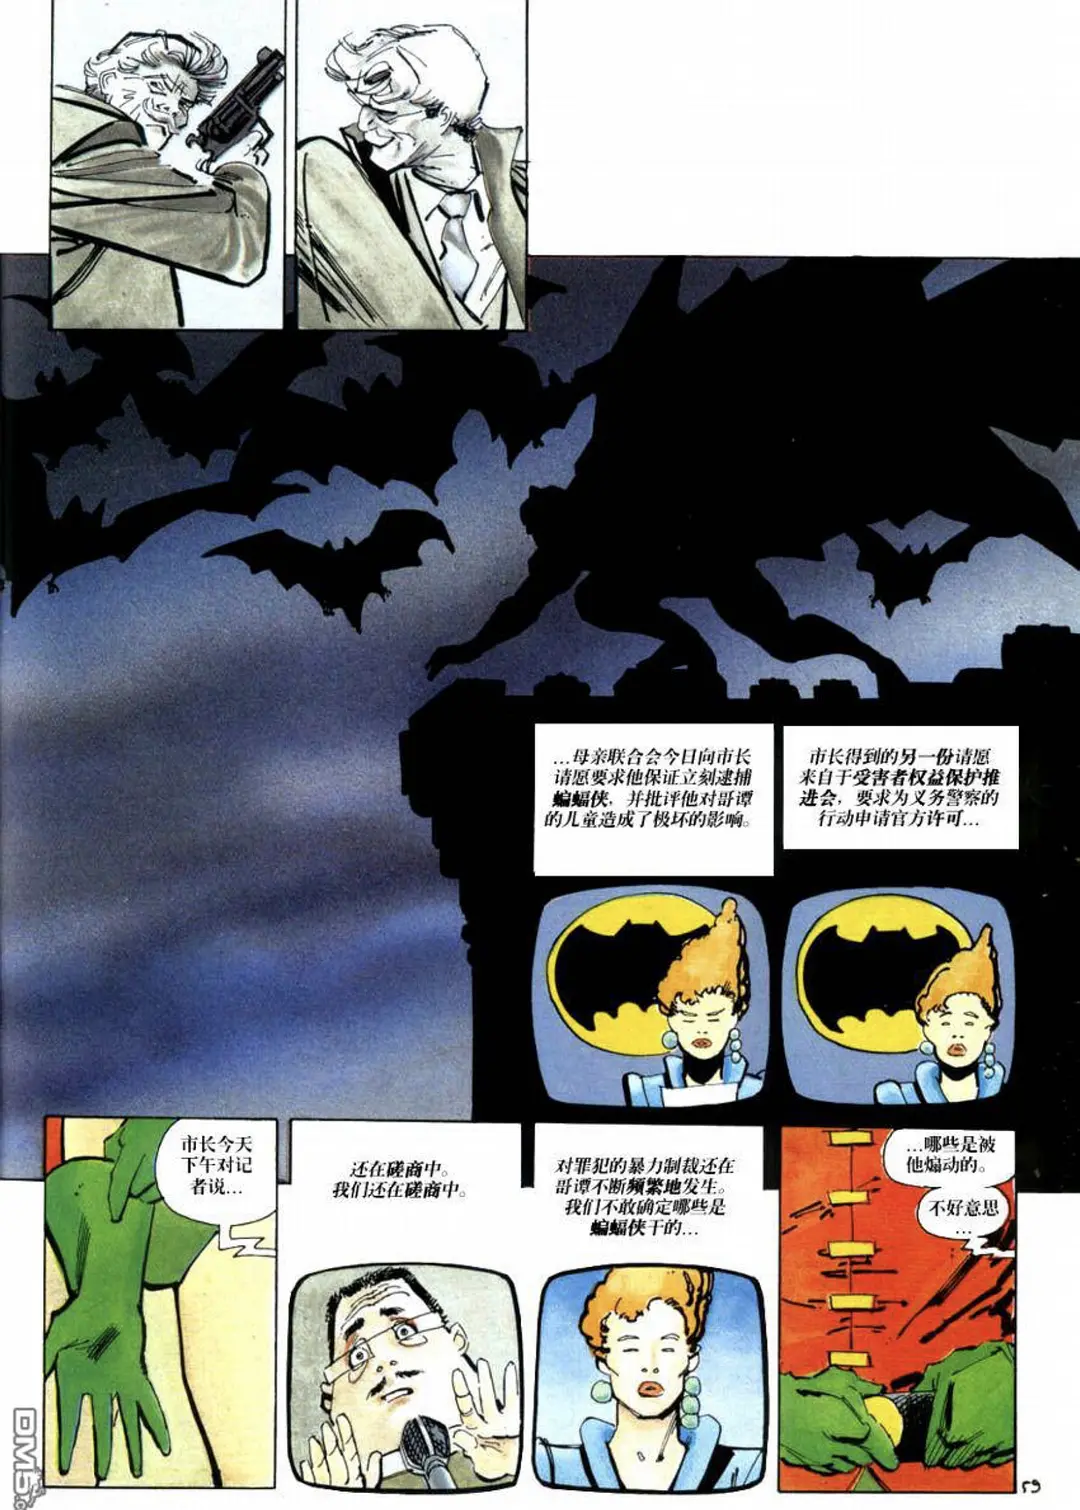 …母亲联合会今日向市长
请愿要求他保证立刻逮捕
蝙蝠侠，并批评他对哥谭
的儿童造成了极坏的影响。
市长得到的另一份请愿
来自于受害者权益保护推
进会，要求为义务警察的
行动申请官方许可…
市长今天
下午对记
者说…
还在磋商中。
我们还在磋商中。
对罪犯的暴力制裁还在
哥谭不断频繁地发生。
我们不敢确定哪些是
蝙蝠侠干的…
…哪些是被
他煽动的。
不好意思
…
59
DM5.C